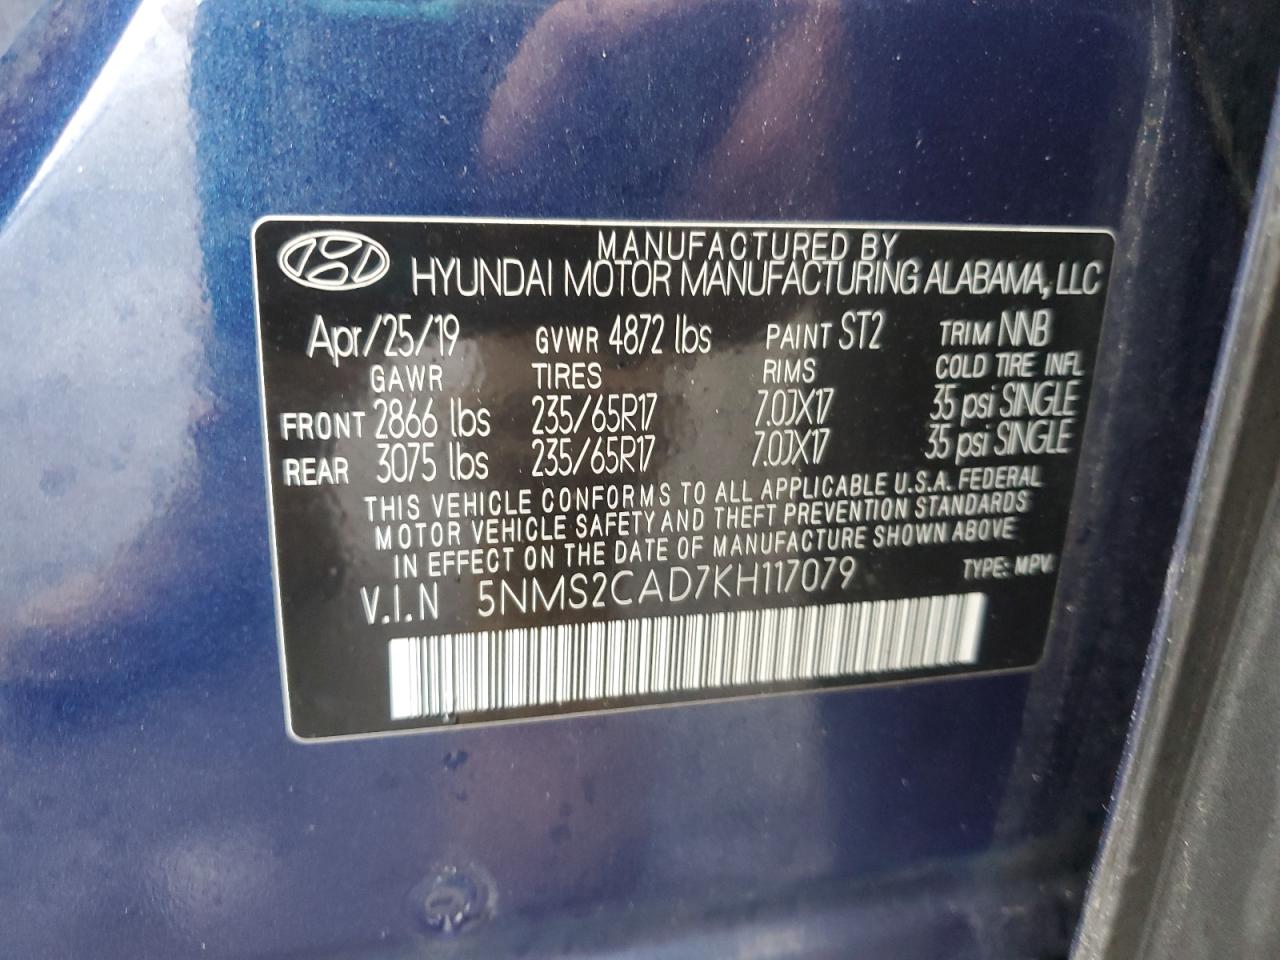 MANUFACTURED BY
HYUNDAI MOTOR MANUFACTURING ALABAMA, LLC
Apr/25/19 GVWR 4872 lbs PAINT ST2 TRIM NNB
GAWR TIRES RIMS COLD TIRE INFL
FRONT 2866 lbs 235/65R17 7.0JX17 35 psi SINGLE
REAR 3075 lbs 235/65R17 7.0JX17 35 psi SINGLE
THIS VEHICLE CONFORMS TO ALL APPLICABLE U.S.A. FEDERAL
MOTOR VEHICLE SAFETY AND THEFT PREVENTION STANDARDS
IN EFFECT ON THE DATE OF MANUFACTURE SHOWN ABOVE
V.I.N 5NMS2CAD7KH117079 TYPE: MPV